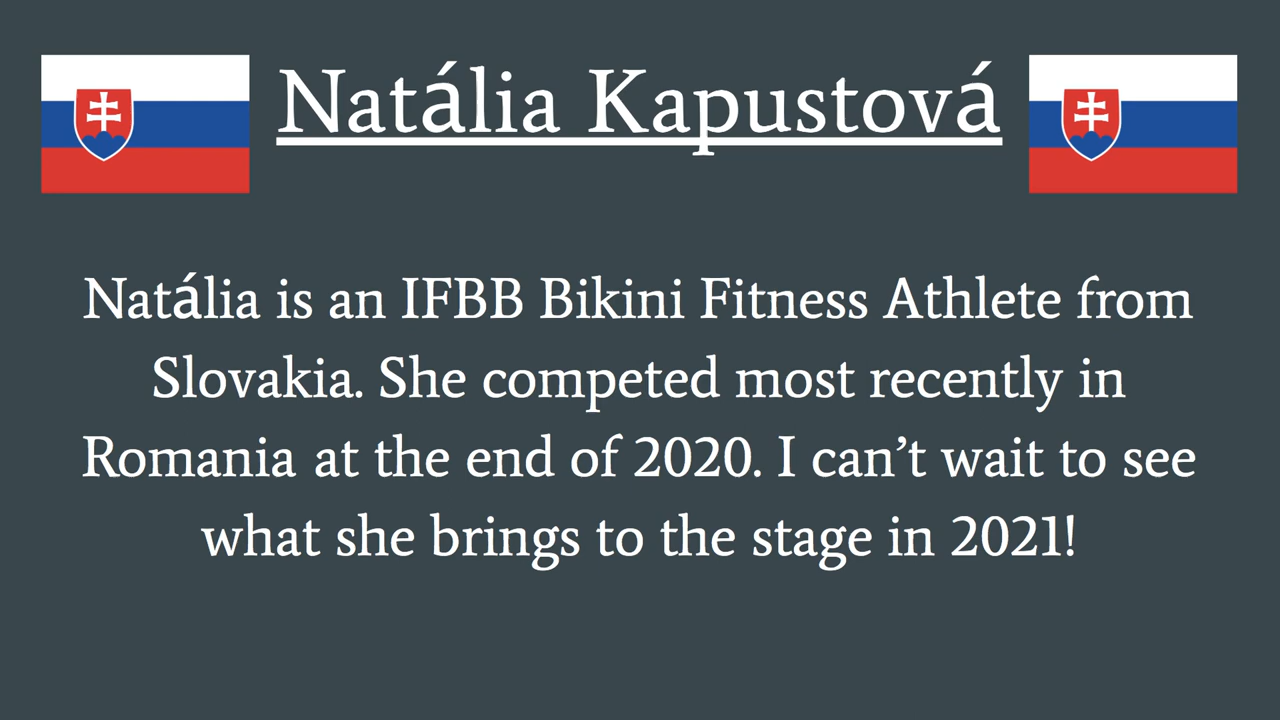 Natália Kapustová
Natália is an IFBB Bikini Fitness Athlete from
Slovakia. She competed most recently in
Romania at the end of 2020. I can’t wait to see
what she brings to the stage in 2021!